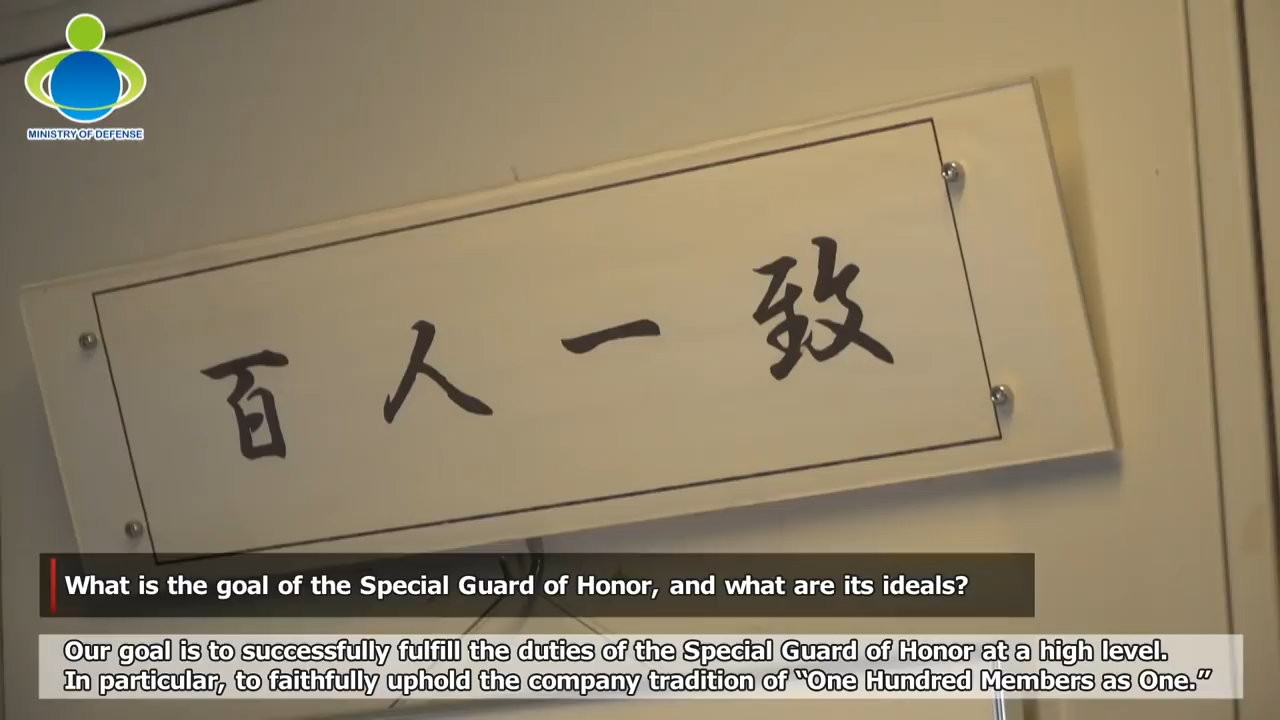 MINISTRY OF DEFENSE
百人一致
What is the goal of the Special Guard of Honor, and what are its ideals?
Our goal is to successfully fulfill the duties of the Special Guard of Honor at a high level.
In particular, to faithfully uphold the company tradition of “One Hundred Members as One.”